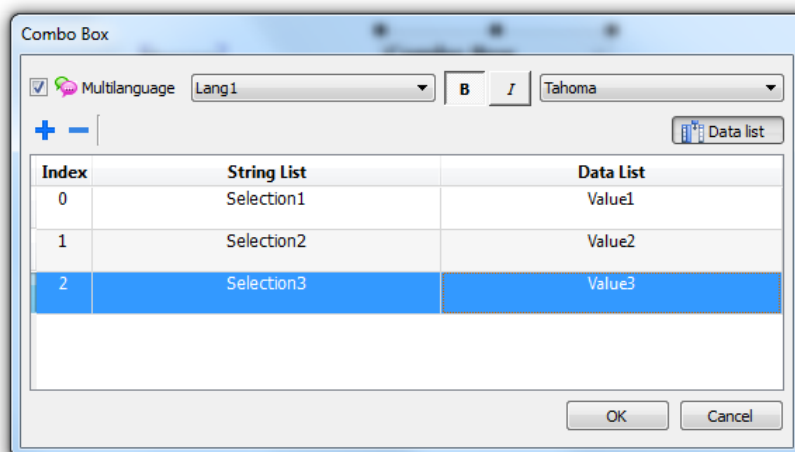 Combo Box
Multilanguage Lang1 B I Tahoma
Data list
Index String List Data List
0 Selection1 Value1
1 Selection2 Value2
2 Selection3 Value3
OK Cancel